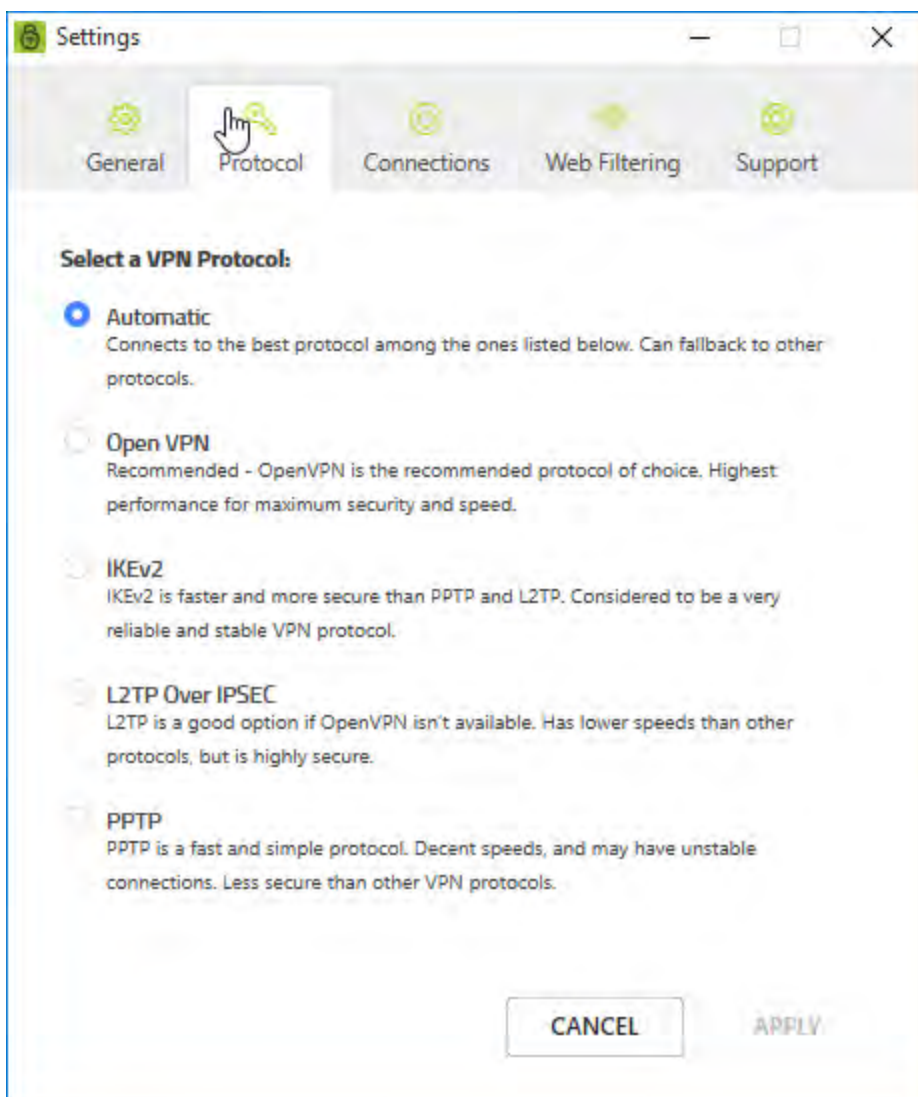 Settings
General Protocol Connections Web Filtering Support
Select a VPN Protocol:
Automatic
Connects to the best protocol among the ones listed below. Can fallback to other
protocols.
Open VPN
Recommended - OpenVPN is the recommended protocol of choice. Highest
performance for maximum security and speed.
IKEv2
IKEv2 is faster and more secure than PPTP and L2TP. Considered to be a very
reliable and stable VPN protocol.
L2TP Over IPSEC
L2TP is a good option if OpenVPN isn't available. Has lower speeds than other
protocols, but is highly secure.
PPTP
PPTP is a fast and simple protocol. Decent speeds, and may have unstable
connections. Less secure than other VPN protocols.
CANCEL APPLY